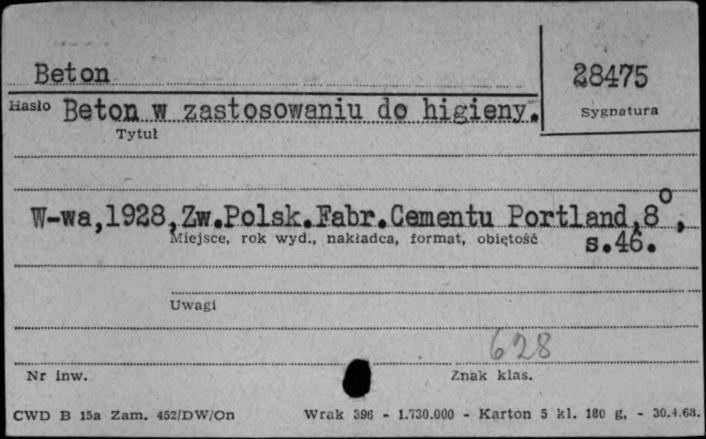 Beton
28475
Hasło Beton w zastosowaniu do higieny.
Sygnatura
Tytuł
W-wa,1928,Zw.Polsk.Fabr.Cementu Portland,8°,
Miejsce, rok wyd., nakładca, format, objętość s.46.
Uwagi
628
Nr inw. Znak klas.
CWD B 15a Zam. 452/DW/On Wrak 396 - 1.730.000 - Karton 5 kl. 180 g, - 30.4.68.